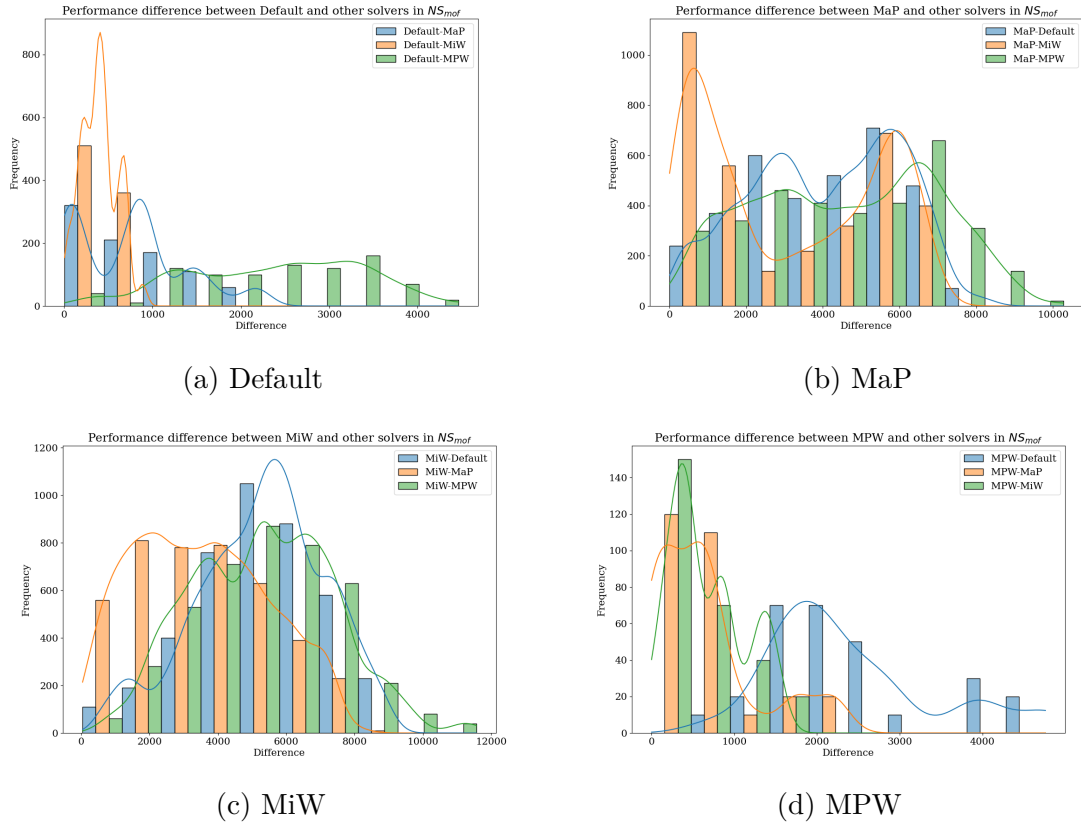 Performance difference between Default and other solvers in NS_mof
Default-MaP
Default-MiW
Default-MPW
800
600
400
200
0
Frequency
0 1000 2000 3000 4000
Difference
(a) Default
Performance difference between MaP and other solvers in NS_mof
MaP-Default
MaP-MiW
MaP-MPW
1000
800
600
400
200
0
Frequency
0 2000 4000 6000 8000 10000
Difference
(b) MaP
Performance difference between MiW and other solvers in NS_mof
MiW-Default
MiW-MaP
MiW-MPW
1200
1000
800
600
400
200
0
Frequency
0 2000 4000 6000 8000 10000 12000
Difference
(c) MiW
Performance difference between MPW and other solvers in NS_mof
MPW-Default
MPW-MaP
MPW-MiW
140
120
100
80
60
40
20
0
Frequency
0 1000 2000 3000 4000
Difference
(d) MPW